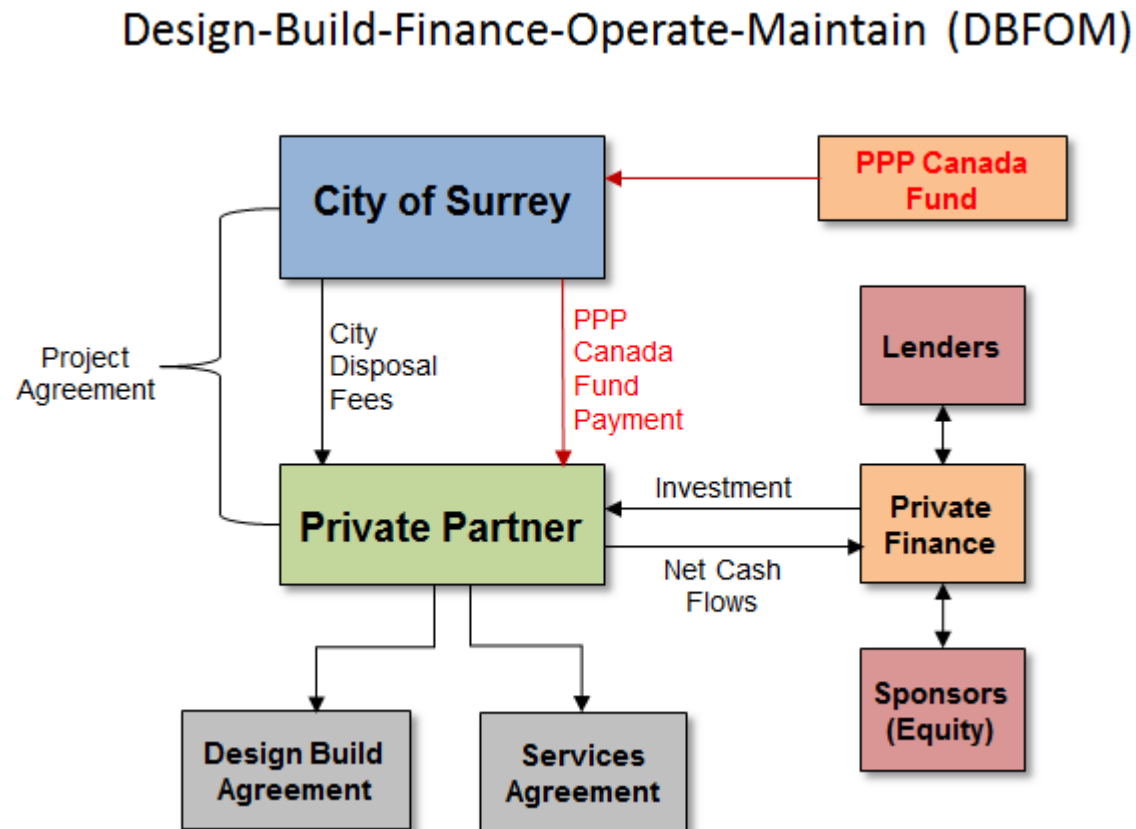 Design-Build-Finance-Operate-Maintain (DBFOM)
City of Surrey
PPP Canada
Fund
City
Disposal
Fees
PPP
Canada
Fund
Payment
Project
Agreement
Lenders
Private Partner
Investment
Net Cash
Flows
Private
Finance
Design Build
Agreement
Services
Agreement
Sponsors
(Equity)